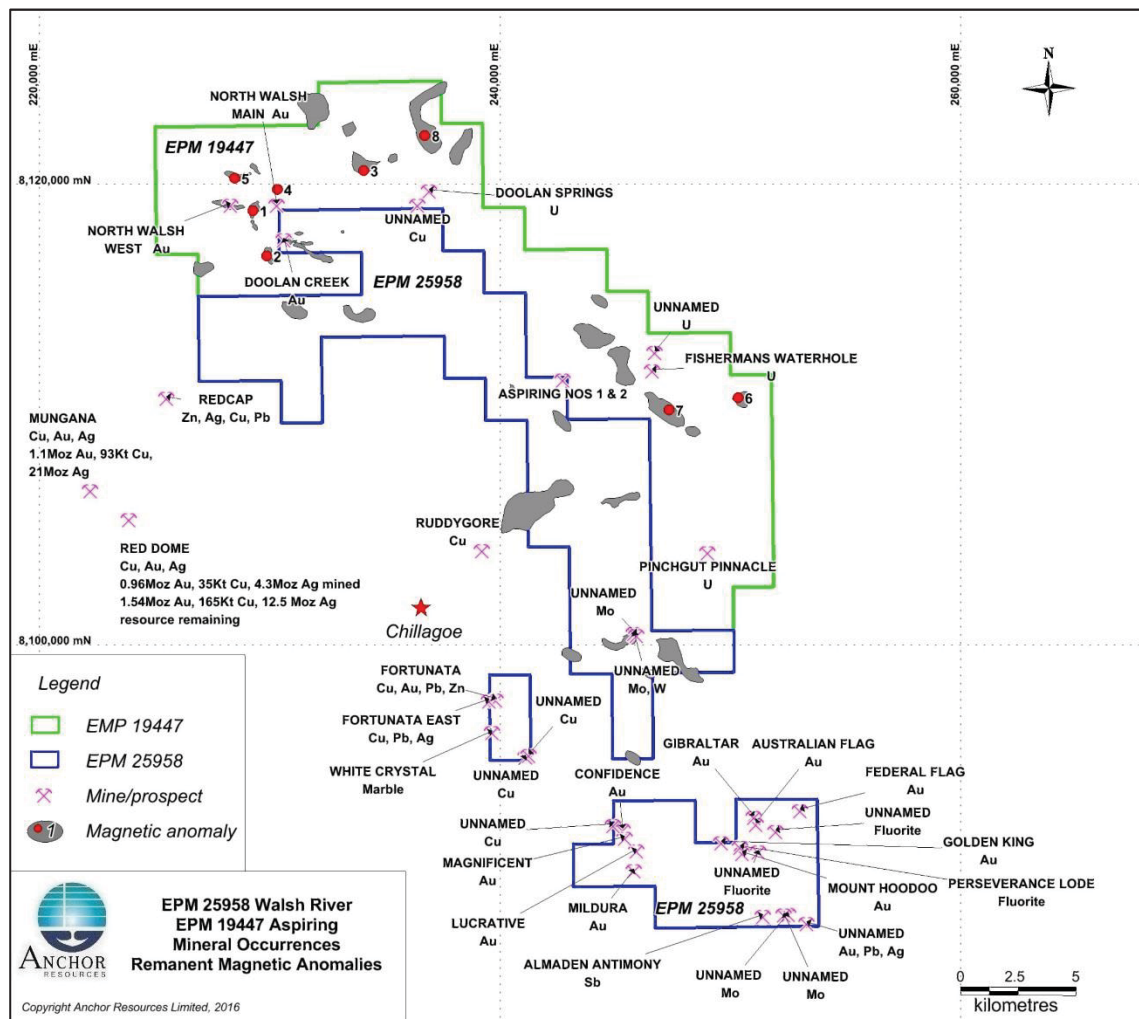 220,000 mE
240,000 mE
260,000 mE
N
NORTH WALSH
MAIN Au
EPM 19447
8
3
5
8,120,000 mN
4
DOOLAN SPRINGS
U
1
UNNAMED
Cu
NORTH WALSH
WEST Au
2
DOOLAN CREEK
Au
EPM 25958
UNNAMED
U
FISHERMANS WATERHOLE
U
ASPIRING NOS 1 & 2
6
7
REDCAP
Zn, Ag, Cu, Pb
MUNGANA
Cu, Au, Ag
1.1Moz Au, 93Kt Cu,
21Moz Ag
RED DOME
Cu, Au, Ag
0.96Moz Au, 35Kt Cu, 4.3Moz Ag mined
1.54Moz Au, 165Kt Cu, 12.5 Moz Ag
resource remaining
RUDDYGORE
Cu
PINCHGUT PINNACLE
U
Chillagoe
UNNAMED
Mo
8,100,000 mN
UNNAMED
Mo, W
FORTUNATA
Cu, Au, Pb, Zn
FORTUNATA EAST
Cu, Pb, Ag
WHITE CRYSTAL
Marble
UNNAMED
Cu
UNNAMED
Cu
CONFIDENCE
Au
GIBRALTAR
Au
AUSTRALIAN FLAG
Au
FEDERAL FLAG
Au
UNNAMED
Fluorite
UNNAMED
Cu
GOLDEN KING
Au
MAGNIFICENT
Au
UNNAMED
Fluorite
MOUNT HOODOO
Au
PERSEVERANCE LODE
Fluorite
LUCRATIVE
Au
MILDURA
Au
EPM 25958
ALMADEN ANTIMONY
Sb
UNNAMED
Mo
UNNAMED
Mo
UNNAMED
Au, Pb, Ag
Legend
EMP 19447
EPM 25958
Mine/prospect
1
Magnetic anomaly
ANCHOR
RESOURCES
EPM 25958 Walsh River
EPM 19447 Aspiring
Mineral Occurrences
Remanent Magnetic Anomalies
Copyright Anchor Resources Limited, 2016
0 2.5 5
kilometres